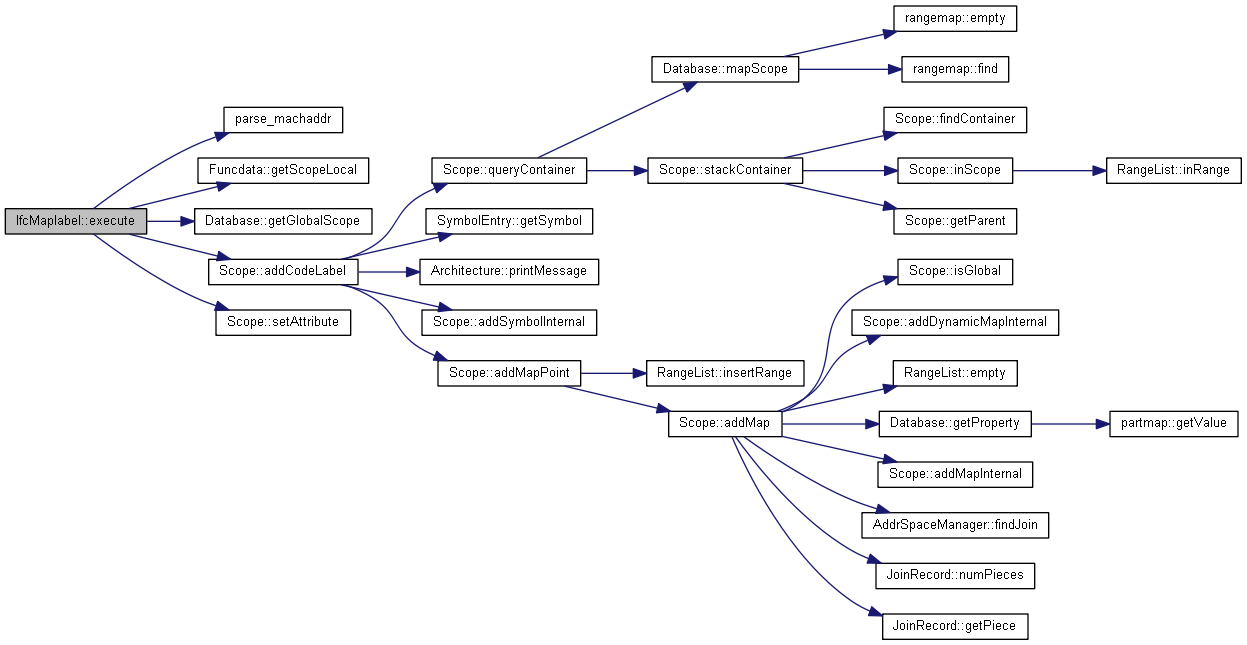 rangemap::empty
Database::mapScope
rangemap::find
parse_machaddr
Scope::findContainer
Funcdata::getScopeLocal
Scope::queryContainer
Scope::stackContainer
Scope::inScope
RangeList::inRange
IfcMaplabel::execute
Database::getGlobalScope
SymbolEntry::getSymbol
Scope::getParent
Scope::addCodeLabel
Architecture::printMessage
Scope::isGlobal
Scope::setAttribute
Scope::addSymbolInternal
Scope::addDynamicMapInternal
Scope::addMapPoint
RangeList::insertRange
RangeList::empty
Scope::addMap
Database::getProperty
partmap::getValue
Scope::addMapInternal
AddrSpaceManager::findJoin
JoinRecord::numPieces
JoinRecord::getPiece